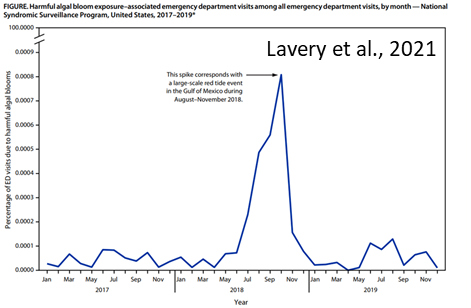 FIGURE. Harmful algal bloom exposure–associated emergency department visits among all emergency department visits, by month — National
Syndromic Surveillance Program, United States, 2017–2019*
Lavery et al., 2021
Percentage of ED visits due to harmful algal blooms
100.0000
0.0009
0.0008
0.0007
0.0006
0.0005
0.0004
0.0003
0.0002
0.0001
0.0000
This spike corresponds with
a large-scale red tide event
in the Gulf of Mexico during
August–November 2018.
Jan Mar May Jul Sep Nov Jan Mar May Jul Sep Nov Jan Mar May Jul Sep Nov
2017 2018 2019
Year